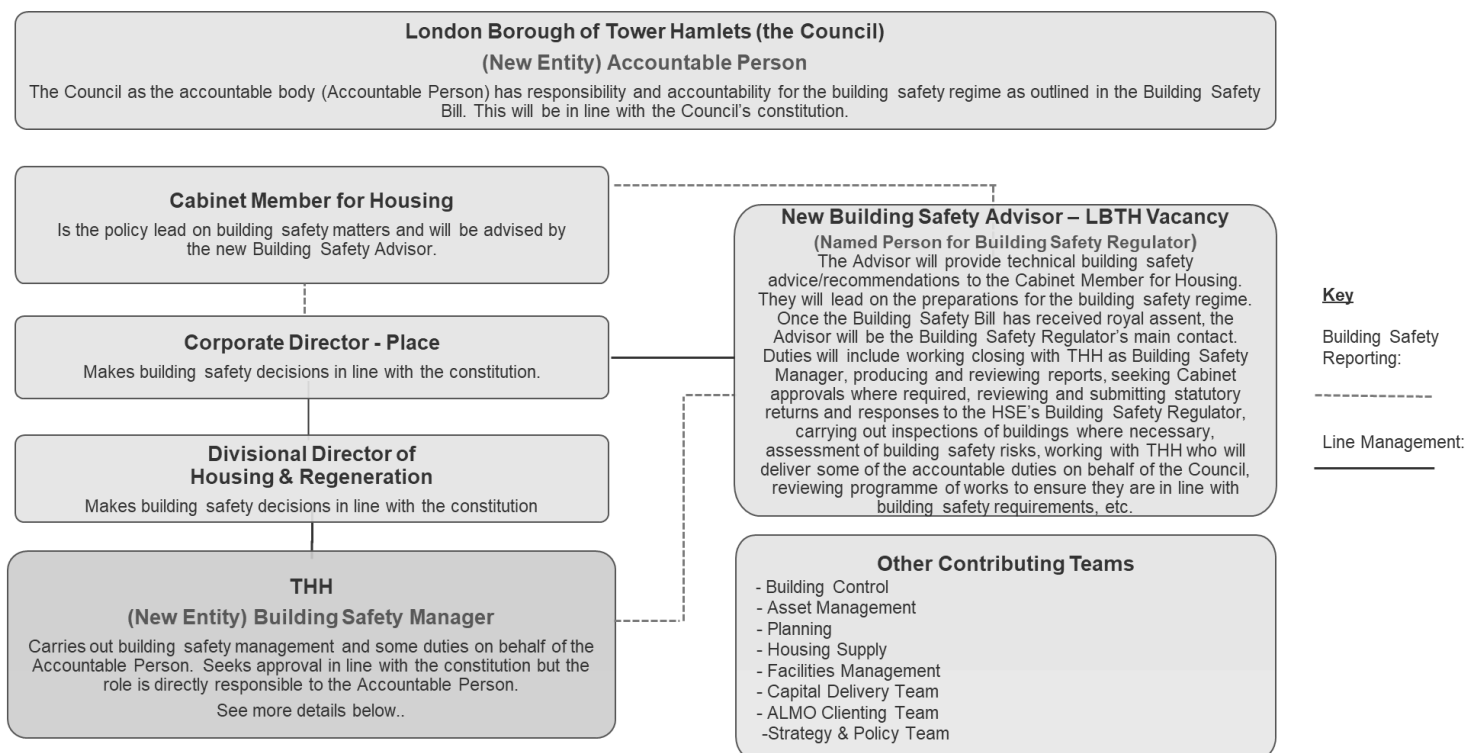 London Borough of Tower Hamlets (the Council)
(New Entity) Accountable Person
The Council as the accountable body (Accountable Person) has responsibility and accountability for the building safety regime as outlined in the Building Safety
Bill. This will be in line with the Council's constitution.
Cabinet Member for Housing
Is the policy lead on building safety matters and will be advised by
the new Building Safety Advisor.
Corporate Director - Place
Makes building safety decisions in line with the constitution.
Divisional Director of
Housing & Regeneration
Makes building safety decisions in line with the constitution
THH
(New Entity) Building Safety Manager
Carries out building safety management and some duties on behalf of the
Accountable Person. Seeks approval in line with the constitution but the
role is directly responsible to the Accountable Person.
See more details below..
New Building Safety Advisor – LBTH Vacancy
(Named Person for Building Safety Regulator)
The Advisor will provide technical building safety
advice/recommendations to the Cabinet Member for Housing.
They will lead on the preparations for the building safety regime.
Once the Building Safety Bill has received royal assent, the
Advisor will be the Building Safety Regulator's main contact.
Duties will include working closing with THH as Building Safety
Manager, producing and reviewing reports, seeking Cabinet
approvals where required, reviewing and submitting statutory
returns and responses to the HSE's Building Safety Regulator,
carrying out inspections of buildings where necessary,
assessment of building safety risks, working with THH who will
deliver some of the accountable duties on behalf of the Council,
reviewing programme of works to ensure they are in line with
building safety requirements, etc.
Other Contributing Teams
- Building Control
- Asset Management
- Planning
- Housing Supply
- Facilities Management
- Capital Delivery Team
- ALMO Clienting Team
-Strategy & Policy Team
Key
Building Safety
Reporting:
Line Management: